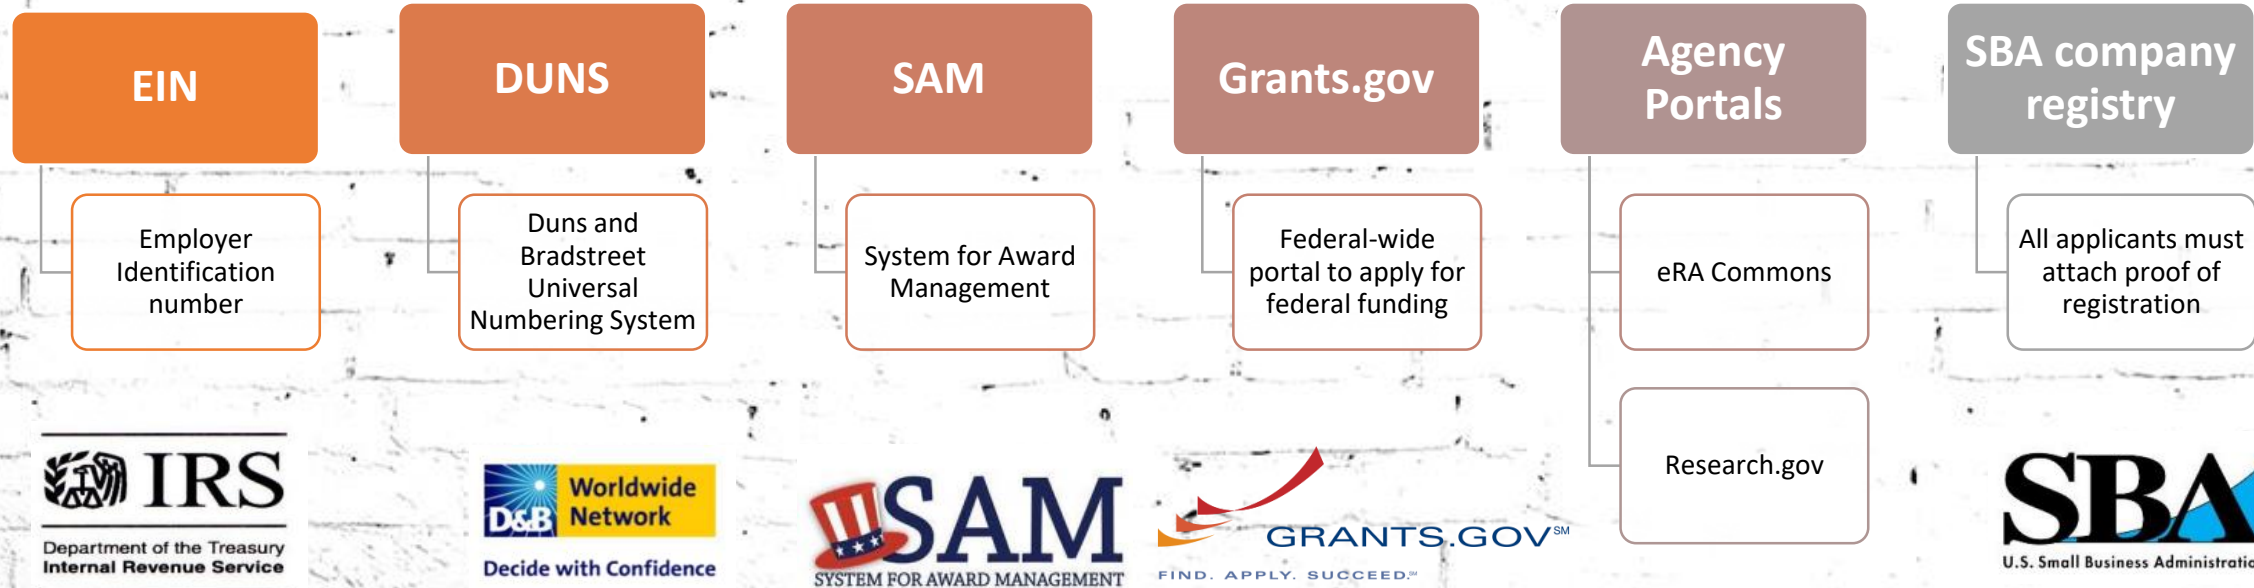 EIN
Employer
Identification
number
DUNS
Duns and
Bradstreet
Universal
Numbering System
SAM
System for Award
Management
Grants.gov
Federal-wide
portal to apply for
federal funding
Agency
Portals
eRA Commons
Research.gov
SBA company
registry
All applicants must
attach proof of
registration
IRS
Department of the Treasury
Internal Revenue Service
D&B
Worldwide
Network
Decide with Confidence
SAM
SYSTEM FOR AWARD MANAGEMENT
GRANTS.GOV℠
FIND. APPLY. SUCCEED.℠
SBA
U.S. Small Business Administratio